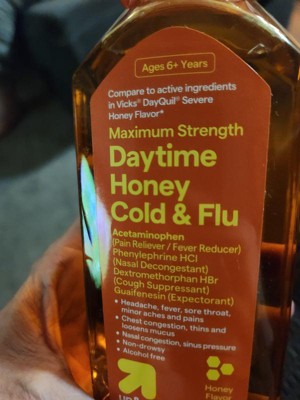 Ages 6+ Years
Compare to active ingredients
in Vicks® DayQuil® Severe
Honey Flavor*
Maximum Strength
Daytime
Honey
Cold & Flu
Acetaminophen
(Pain Reliever / Fever Reducer)
Phenylephrine HCl
(Nasal Decongestant)
Dextromethorphan HBr
(Cough Suppressant)
Guaifenesin (Expectorant)
• Headache, fever, sore throat,
minor aches and pains
• Chest congestion, thins and
loosens mucus
• Nasal congestion, sinus pressure
• Non-drowsy
• Alcohol free
Honey
Flavor